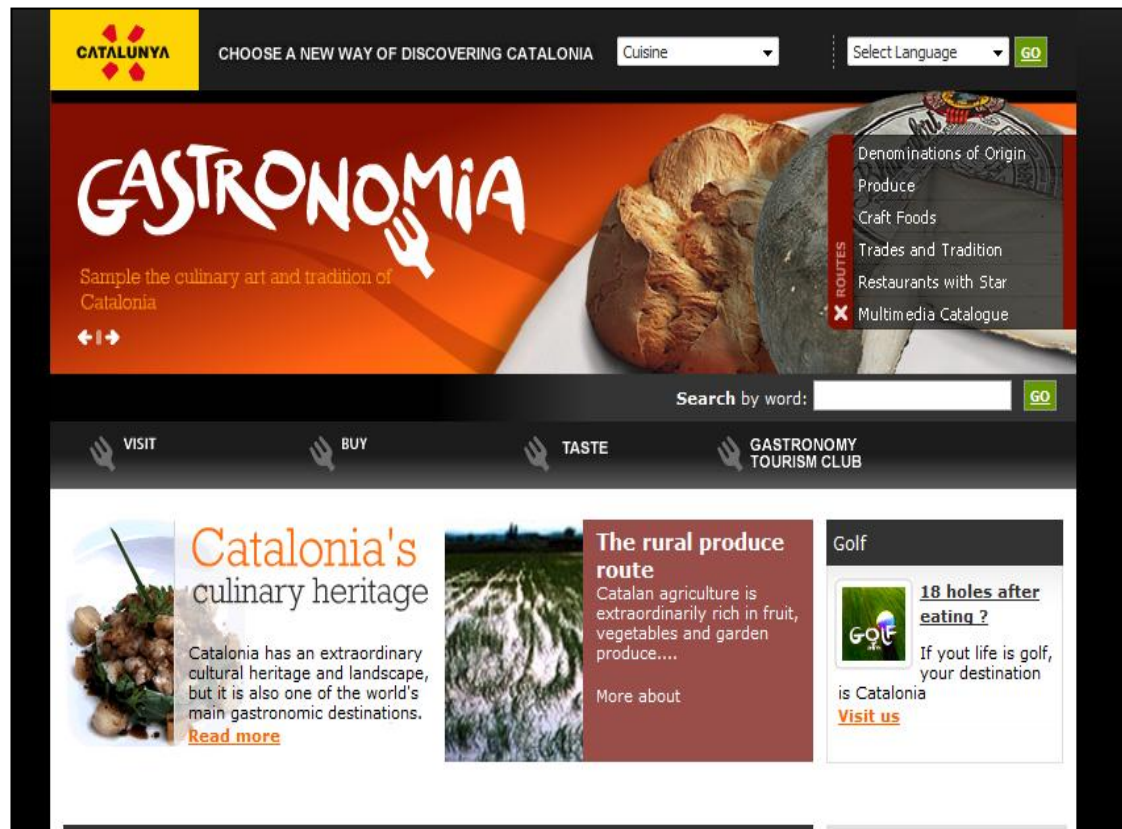 CATALUNYA
CHOOSE A NEW WAY OF DISCOVERING CATALONIA
Cuisine
Select Language
GO
GASTRONOMiA
Sample the culinary art and tradition of
Catalonia
ROUTES
Denominations of Origin
Produce
Craft Foods
Trades and Tradition
Restaurants with Star
Multimedia Catalogue
Search by word:
GO
VISIT
BUY
TASTE
GASTRONOMY
TOURISM CLUB
Catalonia's
culinary heritage
Catalonia has an extraordinary
cultural heritage and landscape,
but it is also one of the world's
main gastronomic destinations.
Read more
The rural produce
route
Catalan agriculture is
extraordinarily rich in fruit,
vegetables and garden
produce....
More about
Golf
GOLF
18 holes after
eating ?
If yout life is golf,
your destination
is Catalonia
Visit us